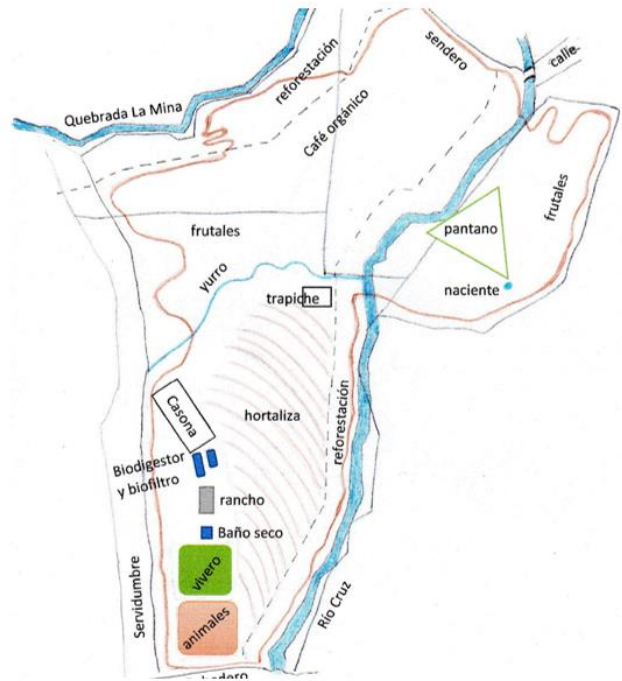 sendero
calle
reforestación
Quebrada La Mina
Café orgánico
frutales
frutales
pantano
yurro
naciente
trapiche
Casona
hortaliza
reforestación
Biodigestor
y biofiltro
rancho
Baño seco
vivero
Servidumbre
animales
Río Cruz